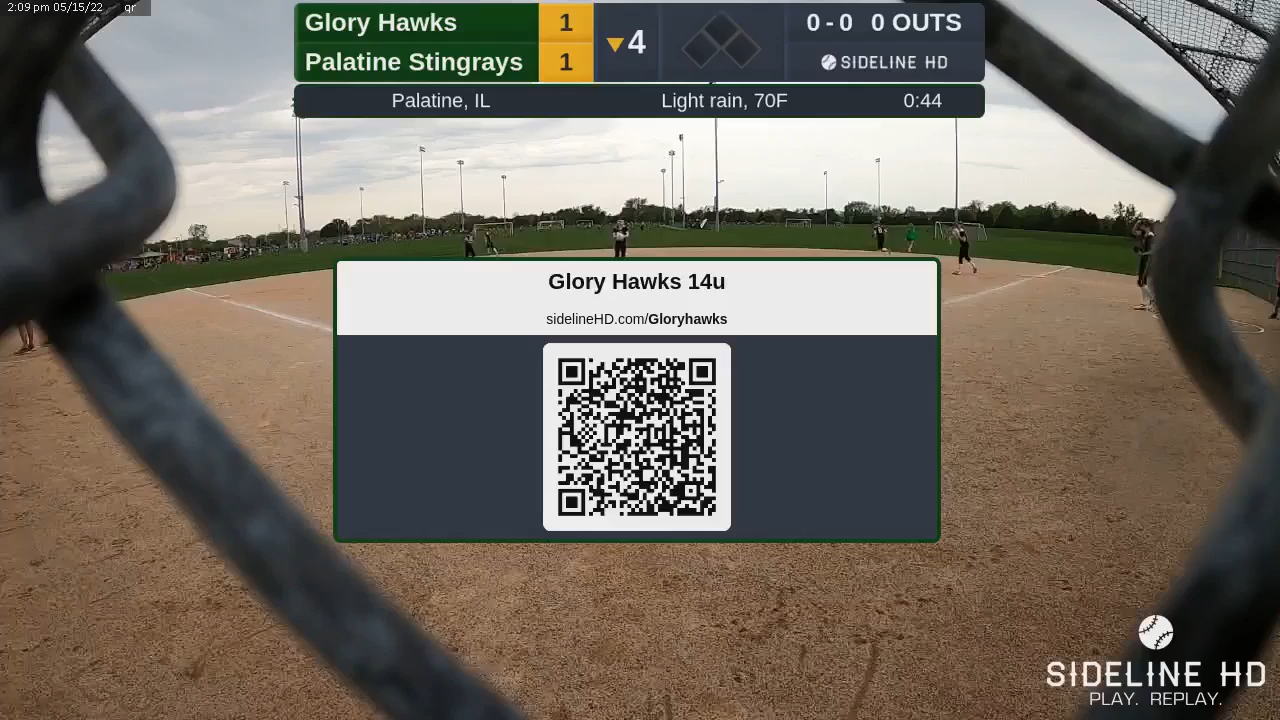 2:09 pm 05/15/22 gr
Glory Hawks 1
Palatine Stingrays 1
4
0 - 0 0 OUTS
SIDELINE HD
Palatine, IL Light rain, 70F 0:44
Glory Hawks 14u
sidelineHD.com/Gloryhawks
SIDELINE HD
PLAY. REPLAY.